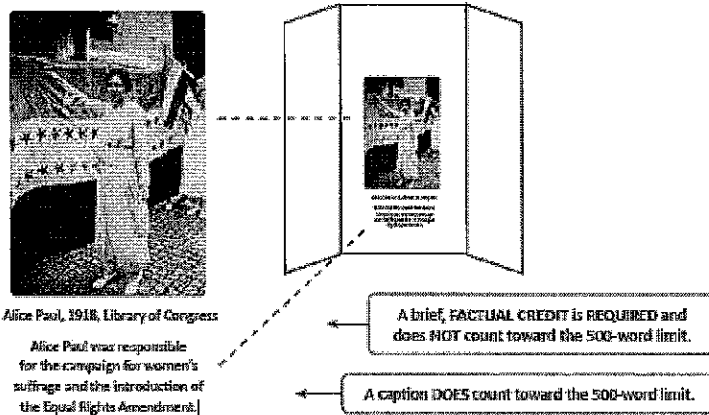 Alice Paul, 1918, Library of Congress
Alice Paul was responsible
for the campaign for women's
suffrage and the introduction of
the Equal Rights Amendment.
A brief, FACTUAL CREDIT is REQUIRED and
does NOT count toward the 500-word limit.
A caption DOES count toward the 500-word limit.